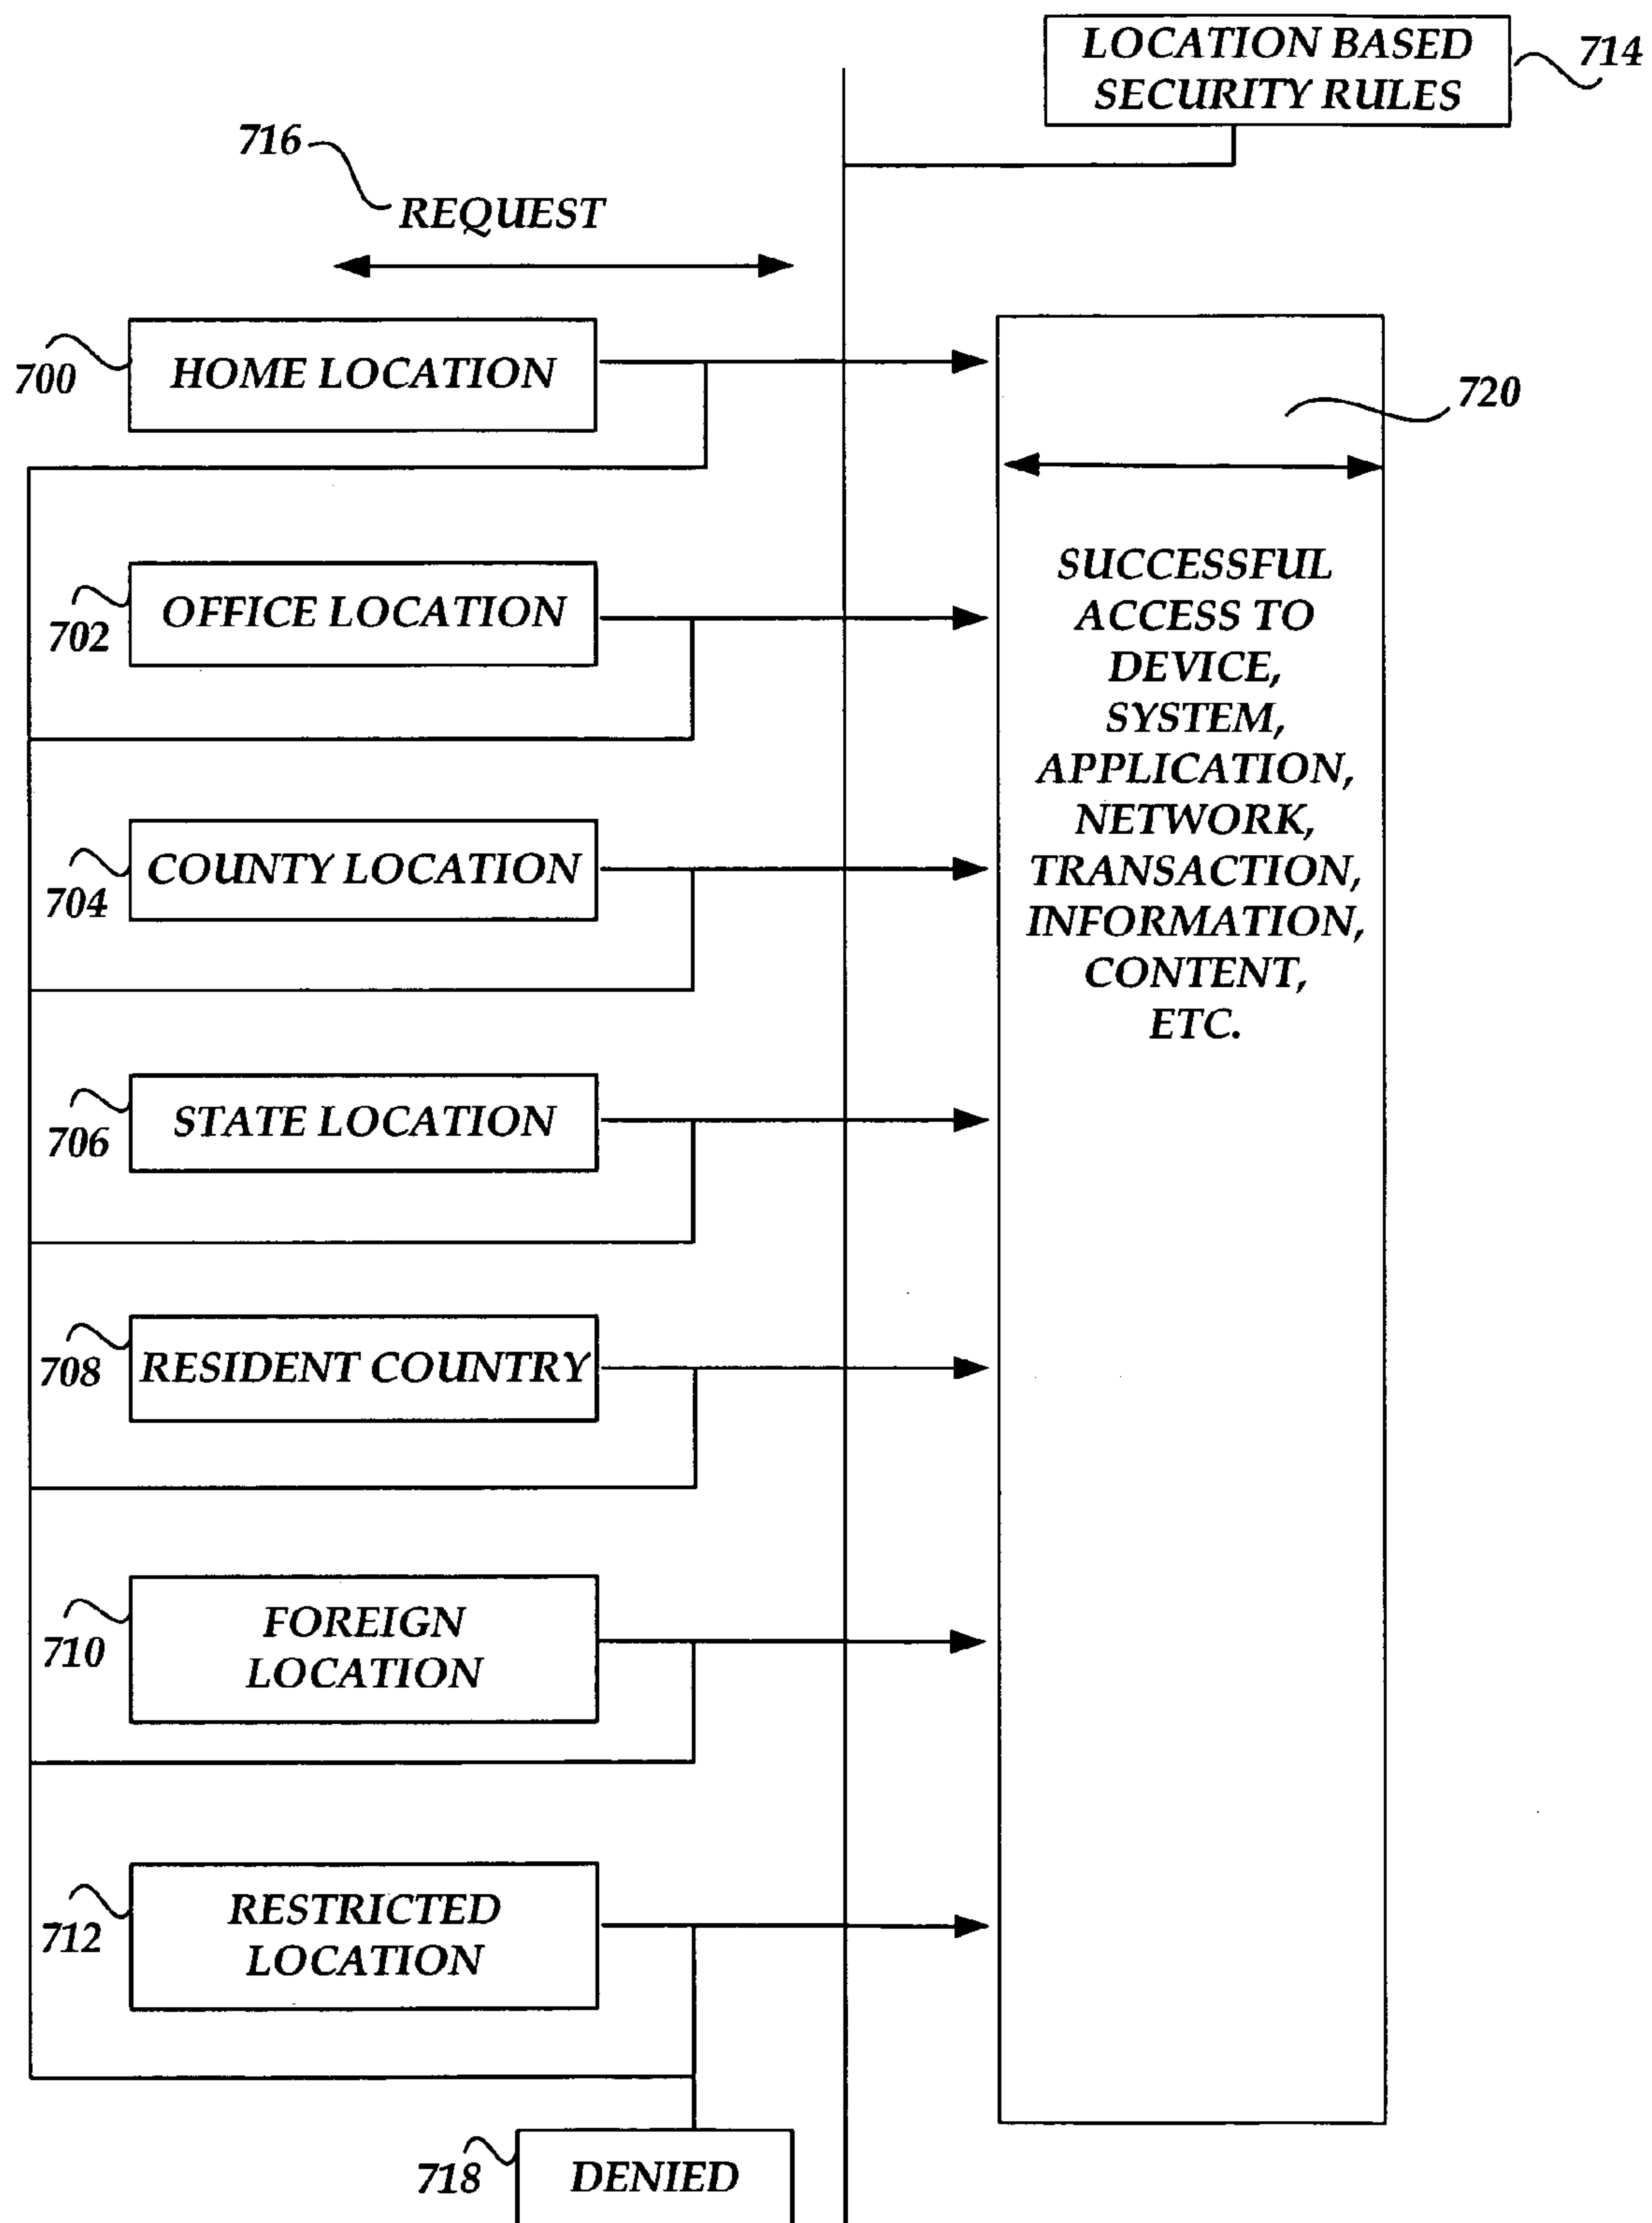 LOCATION BASED
SECURITY RULES
714
716
REQUEST
700
HOME LOCATION
720
702
OFFICE LOCATION
SUCCESSFUL
ACCESS TO
DEVICE,
SYSTEM,
APPLICATION,
NETWORK,
TRANSACTION,
INFORMATION,
CONTENT,
ETC.
704
COUNTY LOCATION
706
STATE LOCATION
708
RESIDENT COUNTRY
710
FOREIGN
LOCATION
712
RESTRICTED
LOCATION
718
DENIED